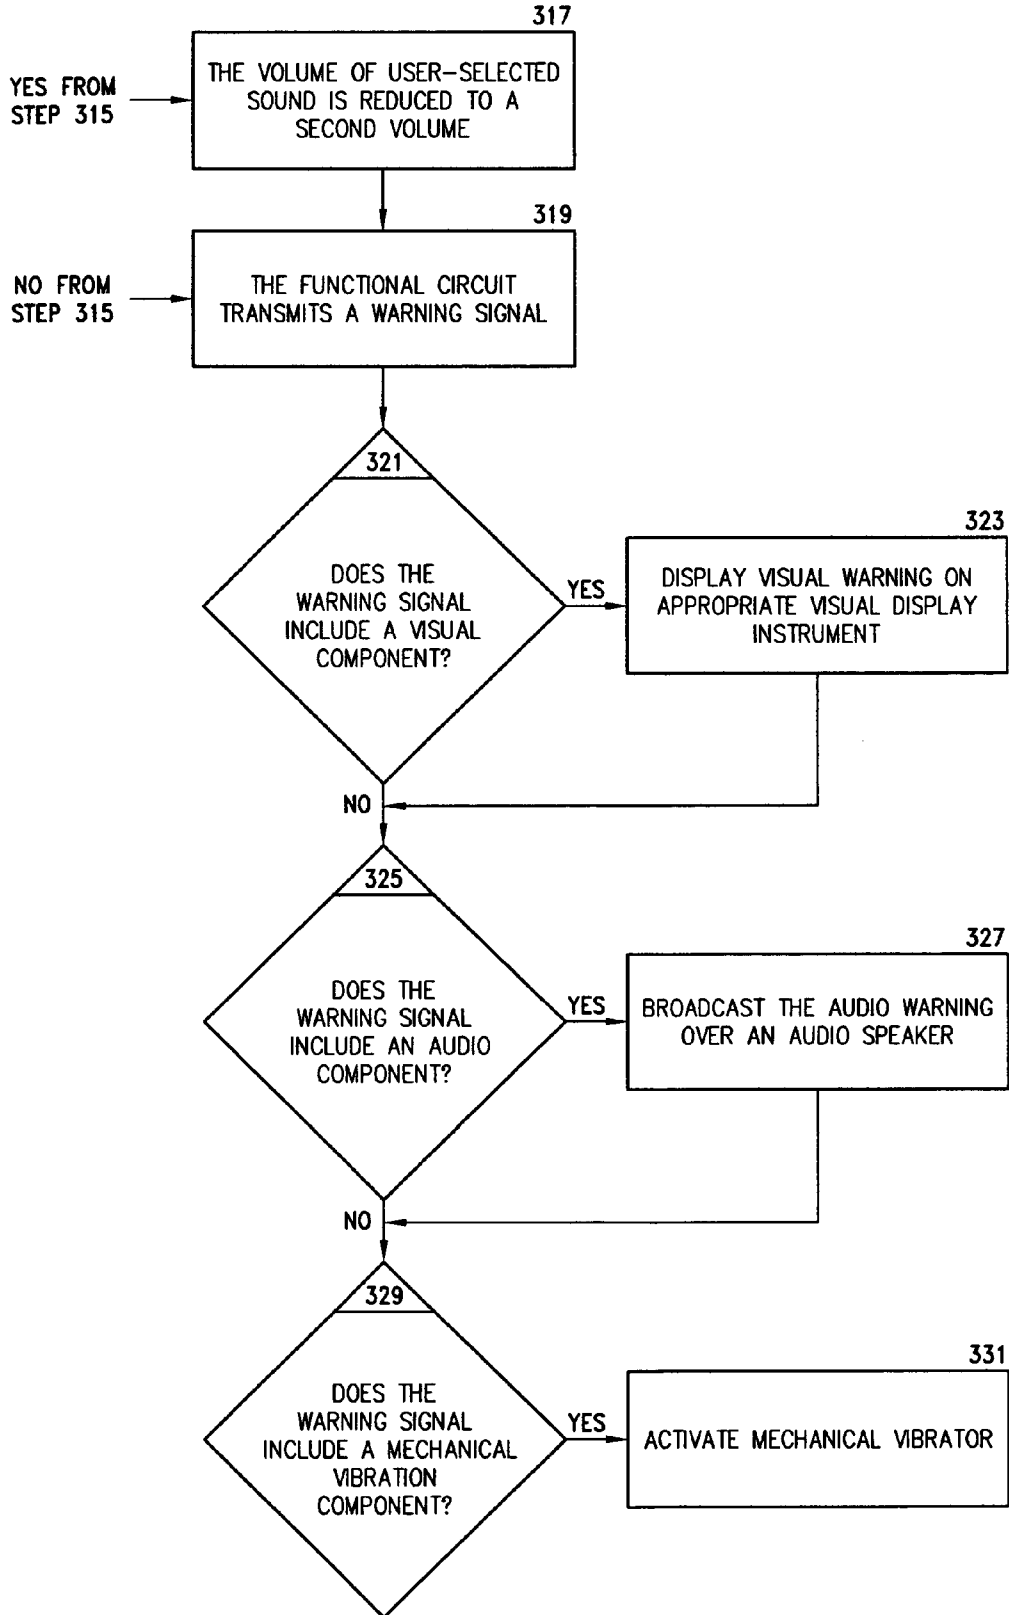 317
YES FROM
STEP 315
THE VOLUME OF USER-SELECTED
SOUND IS REDUCED TO A
SECOND VOLUME
319
NO FROM
STEP 315
THE FUNCTIONAL CIRCUIT
TRANSMITS A WARNING SIGNAL
321
DOES THE
WARNING SIGNAL
INCLUDE A VISUAL
COMPONENT?
YES
323
DISPLAY VISUAL WARNING ON
APPROPRIATE VISUAL DISPLAY
INSTRUMENT
NO
325
DOES THE
WARNING SIGNAL
INCLUDE AN AUDIO
COMPONENT?
YES
327
BROADCAST THE AUDIO WARNING
OVER AN AUDIO SPEAKER
NO
329
DOES THE
WARNING SIGNAL
INCLUDE A MECHANICAL
VIBRATION
COMPONENT?
YES
331
ACTIVATE MECHANICAL VIBRATOR